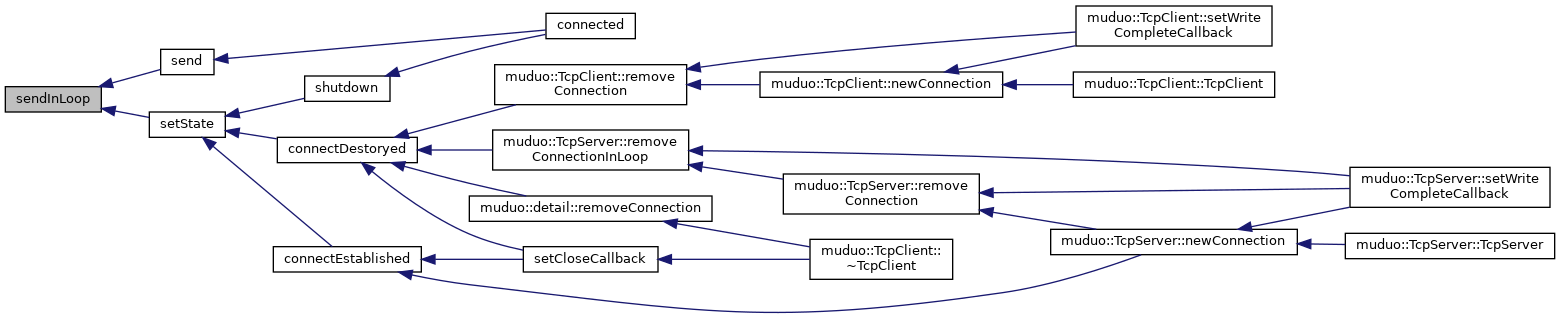 connected
muduo::TcpClient::setWrite
CompleteCallback
send
shutdown
muduo::TcpClient::remove
Connection
muduo::TcpClient::newConnection
muduo::TcpClient::TcpClient
sendInLoop
setState
connectDestoryed
muduo::TcpServer::remove
ConnectionInLoop
muduo::TcpServer::remove
Connection
muduo::TcpServer::setWrite
CompleteCallback
muduo::detail::removeConnection
muduo::TcpServer::newConnection
muduo::TcpServer::TcpServer
connectEstablished
setCloseCallback
muduo::TcpClient::
~TcpClient